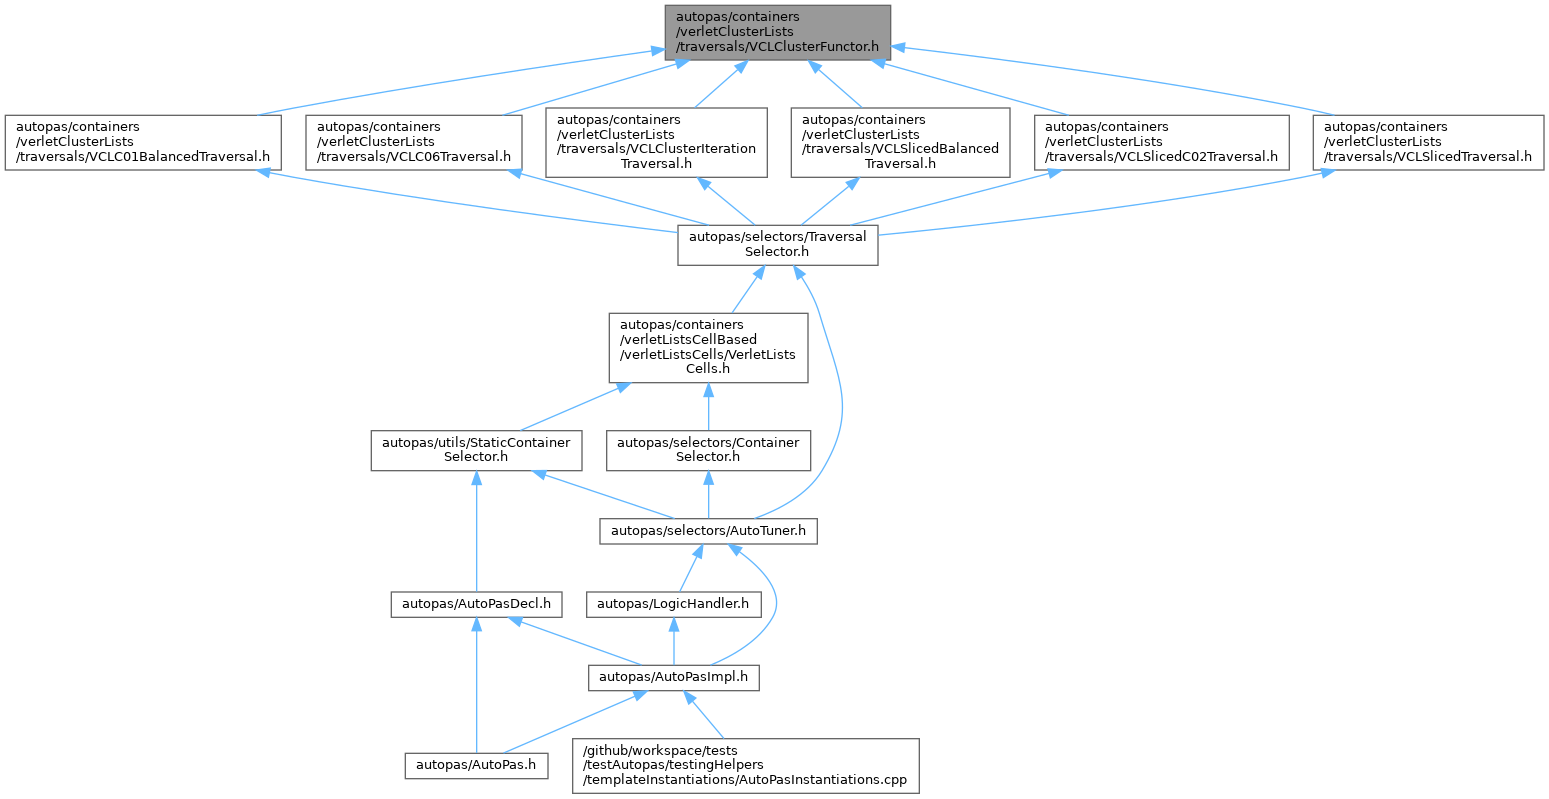 autopas/containers
/verletClusterLists
/traversals/VCLClusterFunctor.h
autopas/containers
/verletClusterLists
/traversals/VCLC01BalancedTraversal.h
autopas/containers
/verletClusterLists
/traversals/VCLC06Traversal.h
autopas/containers
/verletClusterLists
/traversals/VCLClusterIteration
Traversal.h
autopas/containers
/verletClusterLists
/traversals/VCLSlicedBalanced
Traversal.h
autopas/containers
/verletClusterLists
/traversals/VCLSlicedC02Traversal.h
autopas/containers
/verletClusterLists
/traversals/VCLSlicedTraversal.h
autopas/selectors/Traversal
Selector.h
autopas/containers
/verletListsCellBased
/verletListsCells/VerletLists
Cells.h
autopas/utils/StaticContainer
Selector.h
autopas/selectors/Container
Selector.h
autopas/selectors/AutoTuner.h
autopas/AutoPasDecl.h
autopas/LogicHandler.h
autopas/AutoPasImpl.h
autopas/AutoPas.h
/github/workspace/tests
/testAutopas/testingHelpers
/templateInstantiations/AutoPasInstantiations.cpp